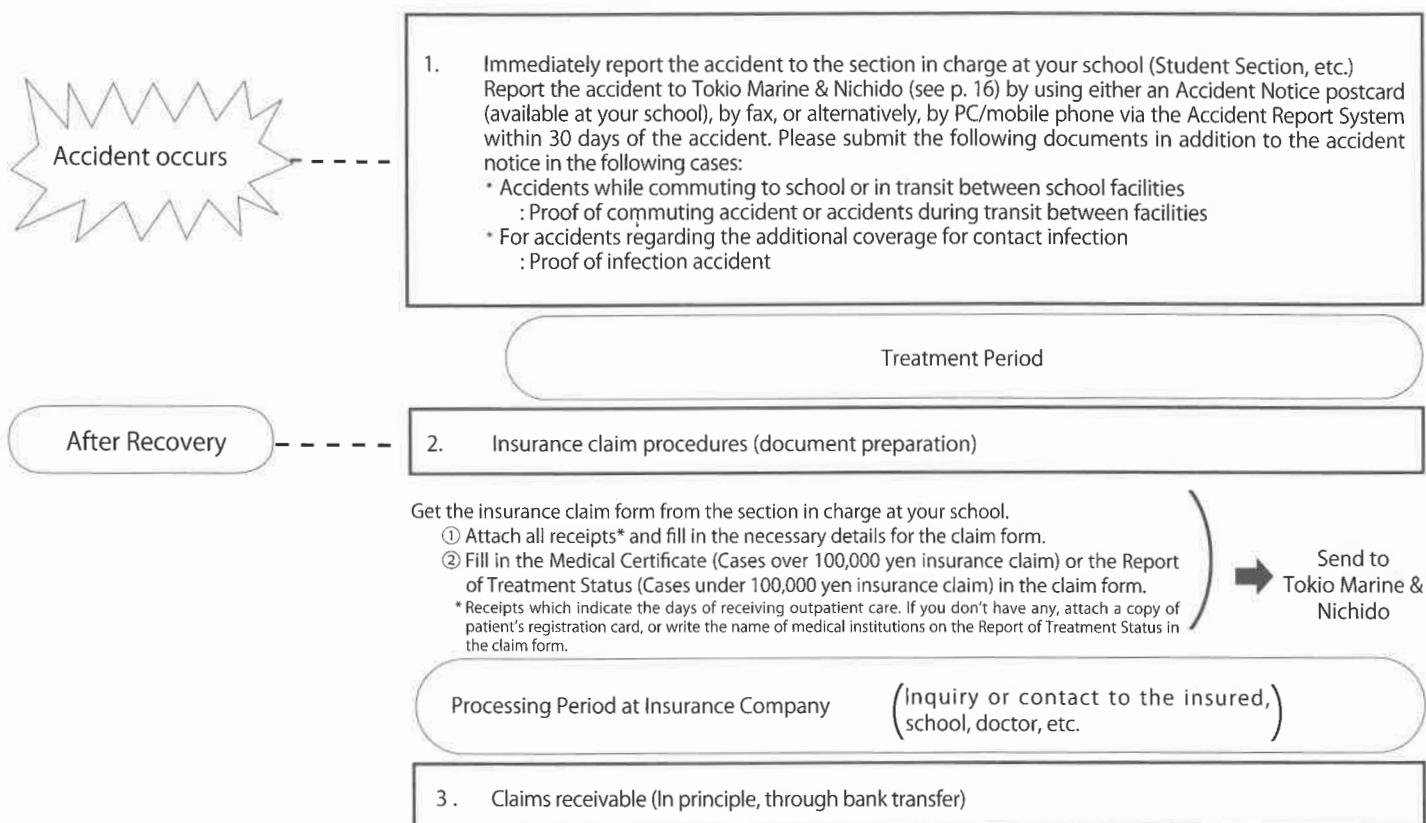 Accident occurs
1. Immediately report the accident to the section in charge at your school (Student Section, etc.)
Report the accident to Tokio Marine & Nichido (see p. 16) by using either an Accident Notice postcard
(available at your school), by fax, or alternatively, by PC/mobile phone via the Accident Report System
within 30 days of the accident. Please submit the following documents in addition to the accident
notice in the following cases:
* Accidents while commuting to school or in transit between school facilities
: Proof of commuting accident or accidents during transit between facilities
* For accidents regarding the additional coverage for contact infection
: Proof of infection accident
Treatment Period
After Recovery
2. Insurance claim procedures (document preparation)
Get the insurance claim form from the section in charge at your school.
① Attach all receipts* and fill in the necessary details for the claim form.
② Fill in the Medical Certificate (Cases over 100,000 yen insurance claim) or the Report
of Treatment Status (Cases under 100,000 yen insurance claim) in the claim form.
* Receipts which indicate the days of receiving outpatient care. If you don't have any, attach a copy of
patient's registration card, or write the name of medical institutions on the Report of Treatment Status in
the claim form.
Send to
Tokio Marine &
Nichido
Processing Period at Insurance Company
(Inquiry or contact to the insured,
school, doctor, etc.)
3. Claims receivable (In principle, through bank transfer)